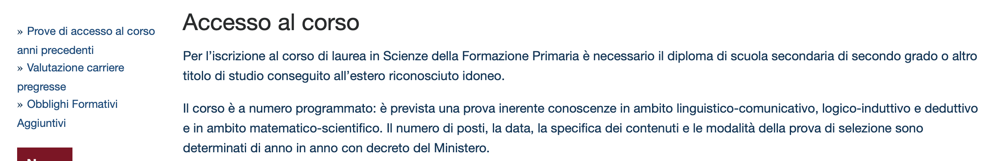 » Prove di accesso al corso
anni precedenti
» Valutazione carriere
pregresse
» Obblighi Formativi
Aggiuntivi
Accesso al corso
Per l’iscrizione al corso di laurea in Scienze della Formazione Primaria è necessario il diploma di scuola secondaria di secondo grado o altro
titolo di studio conseguito all’estero riconosciuto idoneo.
Il corso è a numero programmato: è prevista una prova inerente conoscenze in ambito linguistico-comunicativo, logico-induttivo e deduttivo
e in ambito matematico-scientifico. Il numero di posti, la data, la specifica dei contenuti e le modalità della prova di selezione sono
determinati di anno in anno con decreto del Ministero.